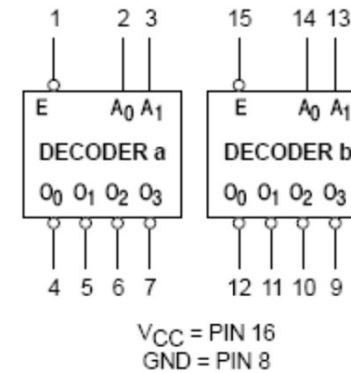 1 2 3 15 14 13
E A0 A1 E A0 A1
DECODER a DECODER b
O0 O1 O2 O3 O0 O1 O2 O3
4 5 6 7 12 11 10 9
VCC = PIN 16
GND = PIN 8